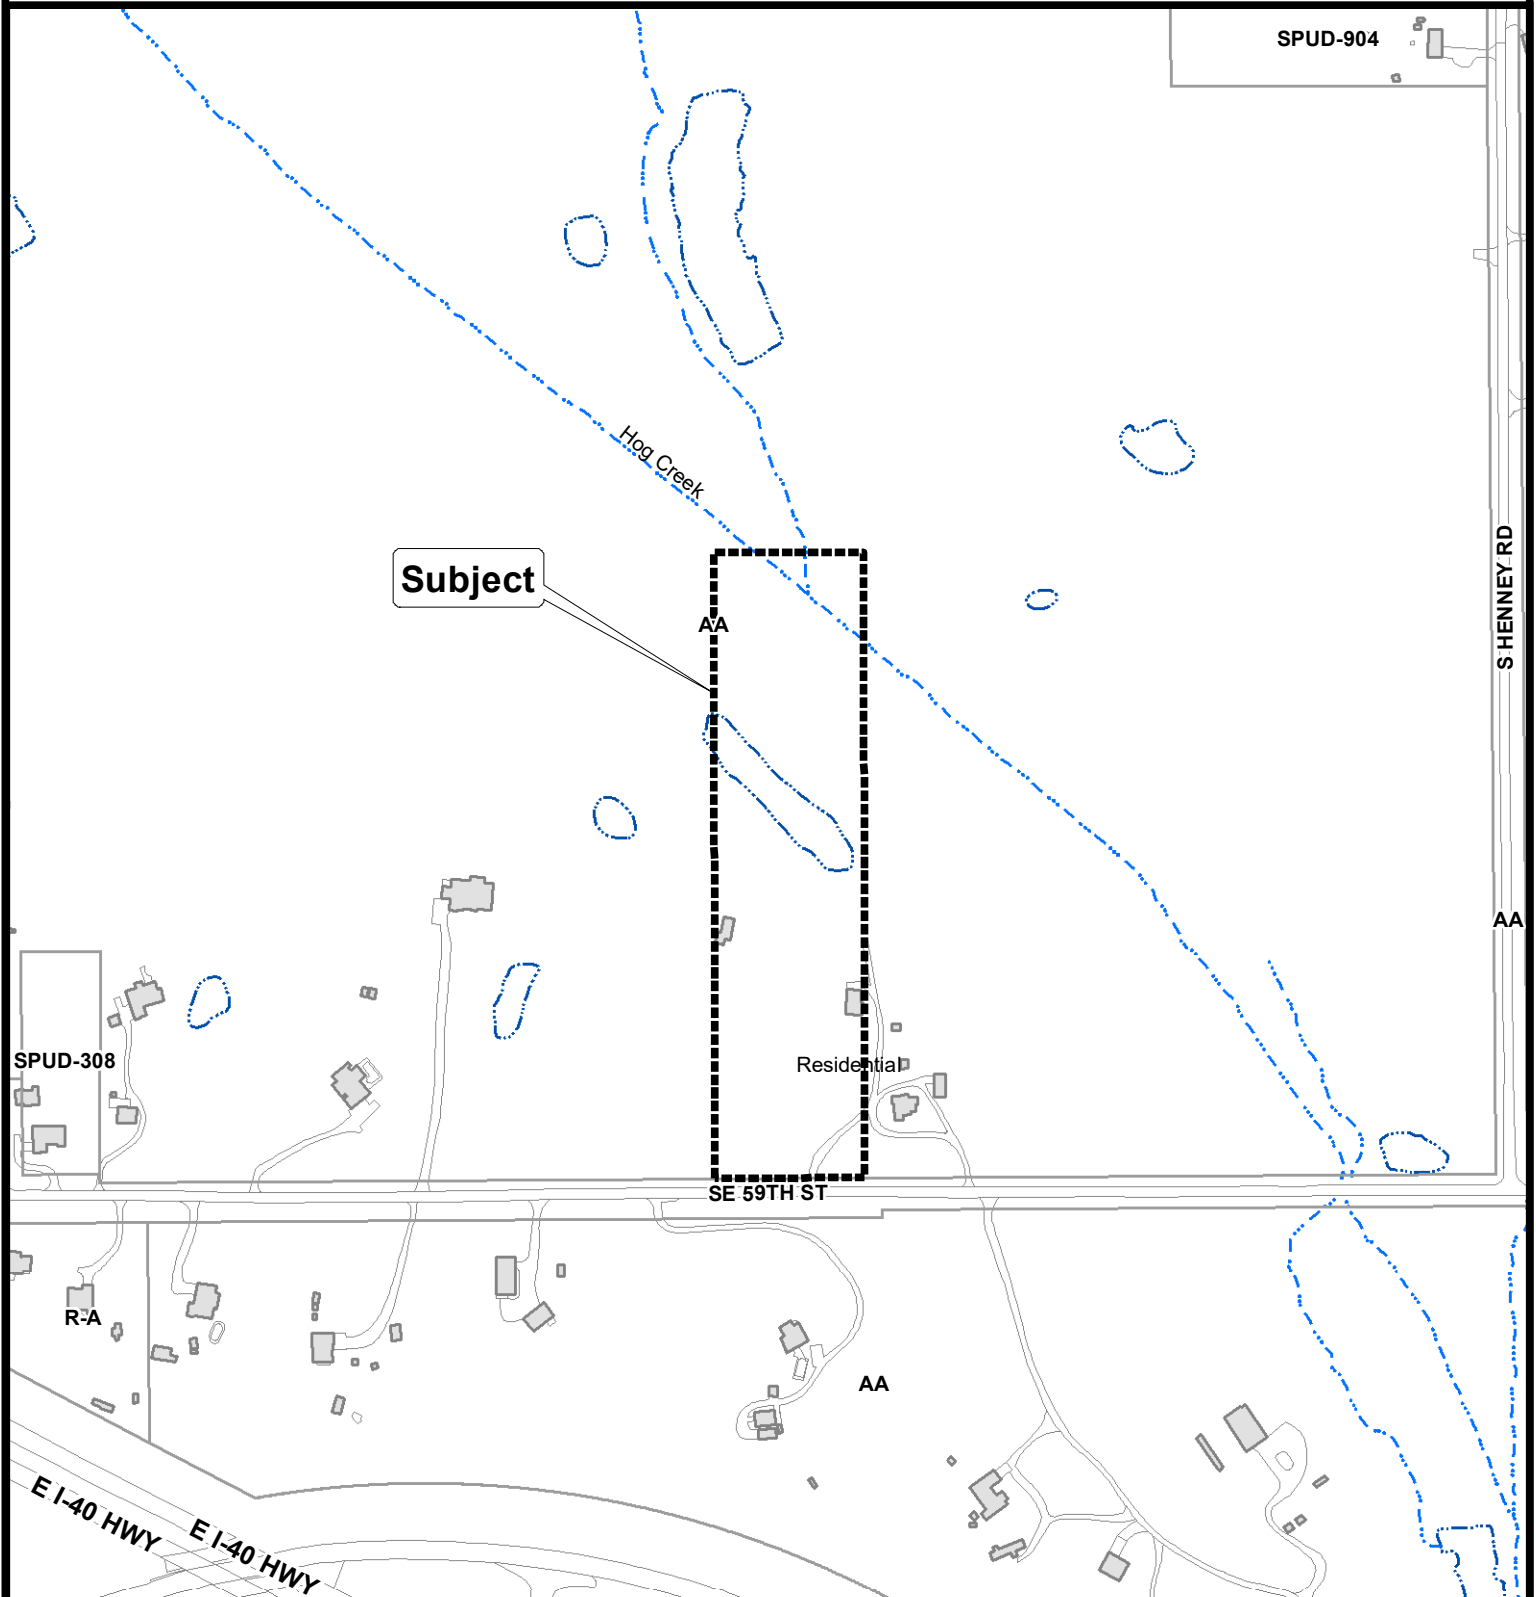 SPUD-904
Hog Creek
Subject
AA
S HENNEY RD
AA
SPUD-308
Residential
SE 59TH ST
R-A
AA
E I-40 HWY
E I-40 HWY